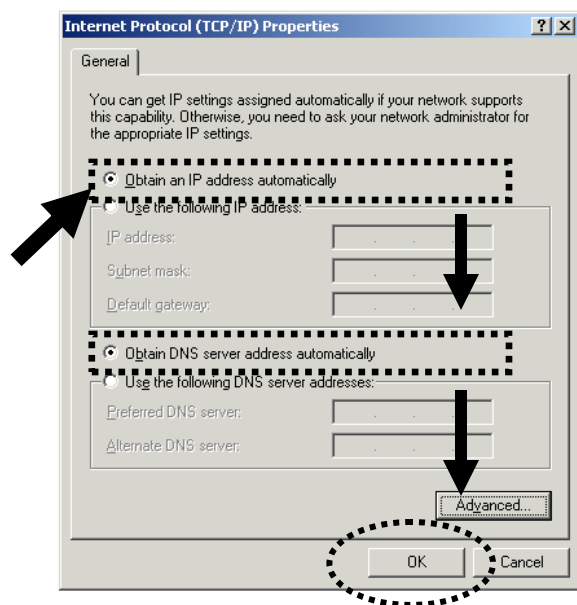 Internet Protocol (TCP/IP) Properties
General
You can get IP settings assigned automatically if your network supports
this capability. Otherwise, you need to ask your network administrator for
the appropriate IP settings.
Obtain an IP address automatically
Use the following IP address:
IP address:
Subnet mask:
Default gateway:
Obtain DNS server address automatically
Use the following DNS server addresses:
Preferred DNS server:
Alternate DNS server:
Advanced...
OK
Cancel